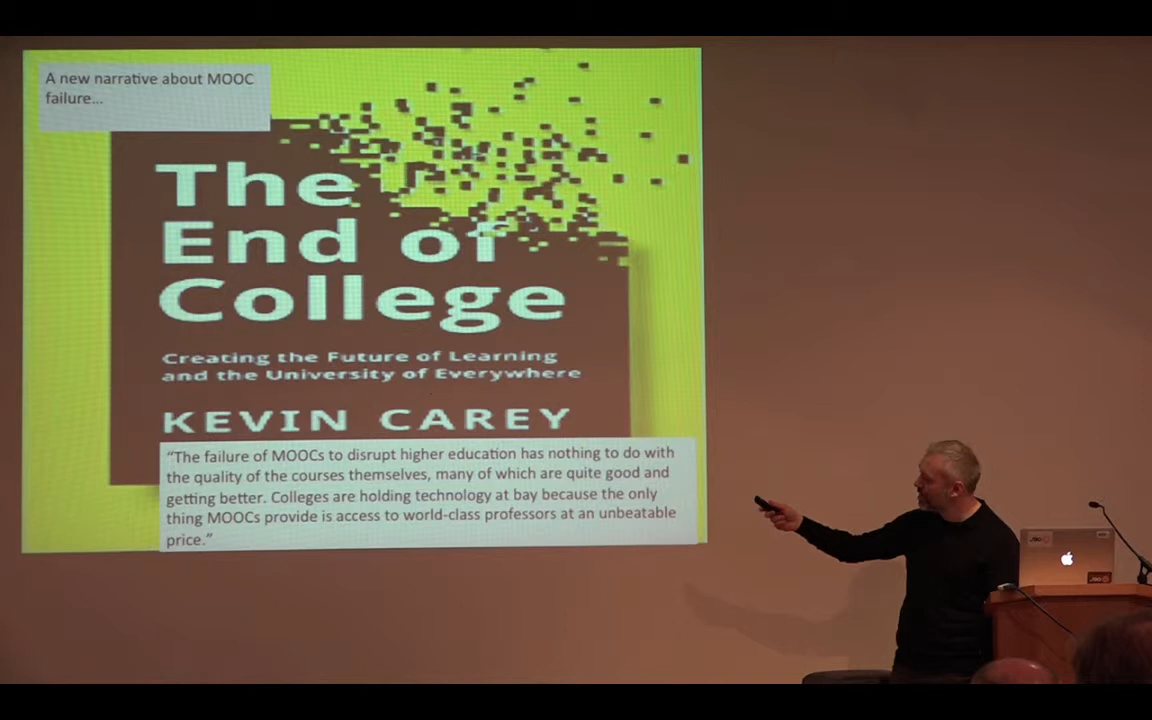 A new narrative about MOOC
failure...
The
End of
College
Creating the Future of Learning
and the University of Everywhere
KEVIN CAREY
“The failure of MOOCs to disrupt higher education has nothing to do with
the quality of the courses themselves, many of which are quite good and
getting better. Colleges are holding technology at bay because the only
thing MOOCs provide is access to world-class professors at an unbeatable
price.”